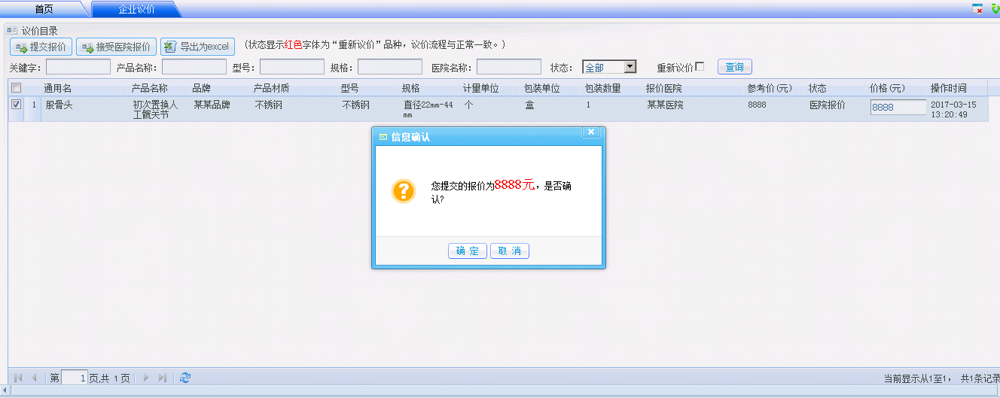 首页 企业议价
议价目录
提交报价 接受医院报价 导出为excel (状态显示红色字体为“重新议价”品种，议价流程与正常一致。)
关键字: 产品名称: 型号: 规格: 医院名称: 状态: 全部 重新议价 查询
通用名 产品名称 品牌 产品材质 型号 规格 计量单位 包装单位 包装数量 报价医院 参考价(元) 状态 价格(元) 操作时间
1 股骨头 初次置换人 某某品牌 不锈钢 不锈钢 直径22mm-44 个 盒 1 某某医院 8888 医院报价 8888 2017-03-15
工髋关节 mm 13:20:49
信息确认
您提交的报价为8888元，是否确
认?
确 定 取 消
第 1 页,共 1 页 当前显示从1至1， 共1条记录